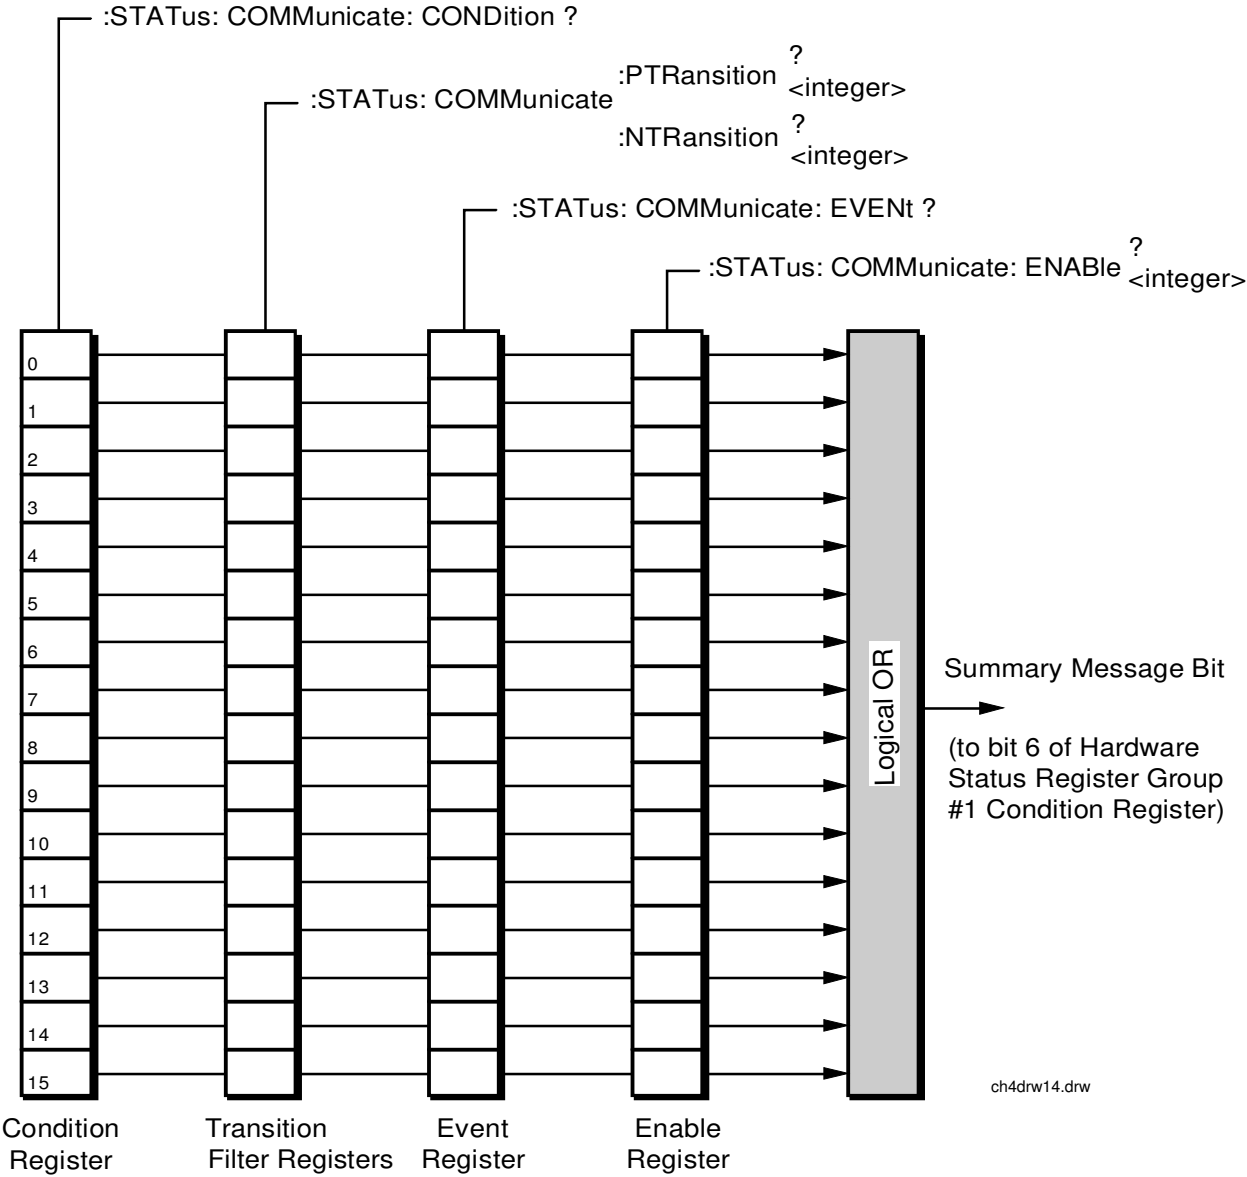 :STATus: COMMunicate: CONDition ?
:STATus: COMMunicate
:PTRansition
?
<integer>
:NTRansition
?
<integer>
:STATus: COMMunicate: EVENt ?
:STATus: COMMunicate: ENABle
?
<integer>
0
1
2
3
4
5
6
7
8
9
10
11
12
13
14
15
Logical OR
Summary Message Bit
(to bit 6 of Hardware
Status Register Group
#1 Condition Register)
ch4drw14.drw
Condition
Register
Transition
Filter Registers
Event
Register
Enable
Register